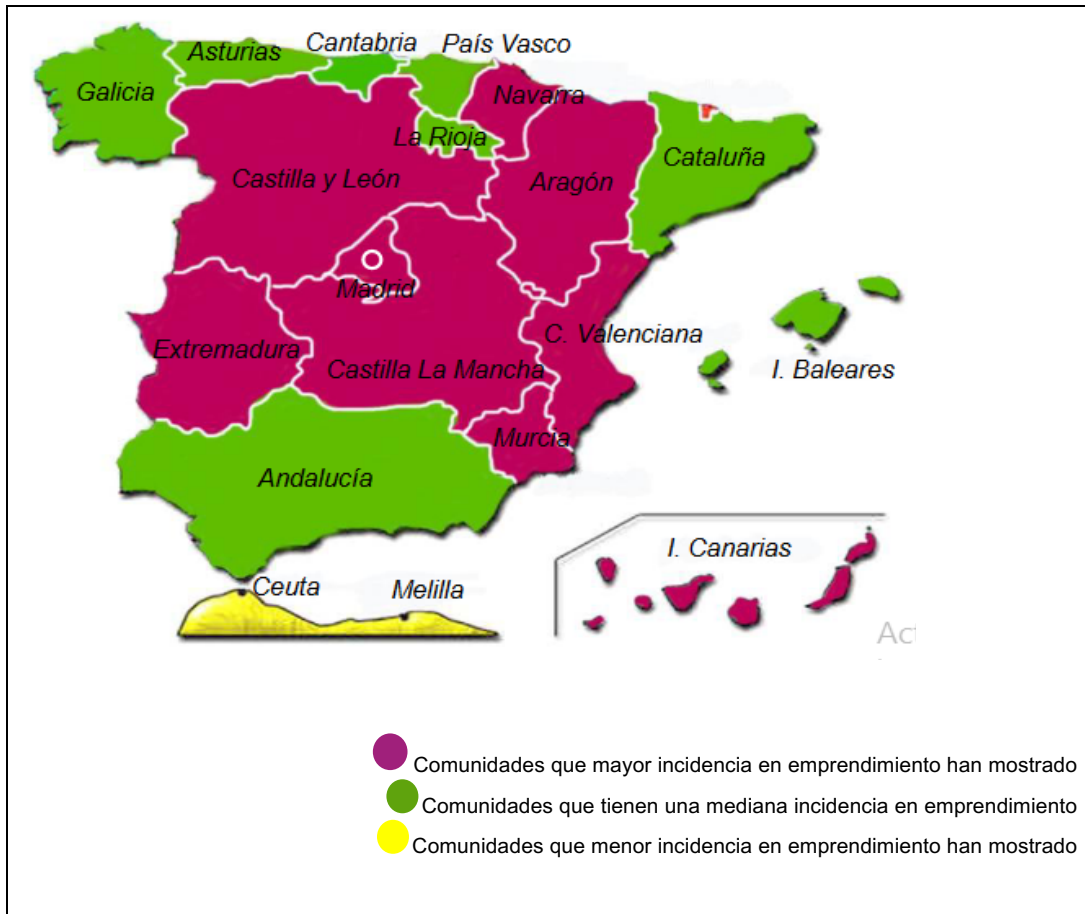 Cantabria
País Vasco
Asturias
Galicia
Navarra
La Rioja
Cataluña
Castilla y León
Aragón
Madrid
C. Valenciana
Extremadura
Castilla La Mancha
I. Baleares
Murcia
Andalucía
I. Canarias
Ceuta
Melilla
Act
Comunidades que mayor incidencia en emprendimiento han mostrado
Comunidades que tienen una mediana incidencia en emprendimiento
Comunidades que menor incidencia en emprendimiento han mostrado